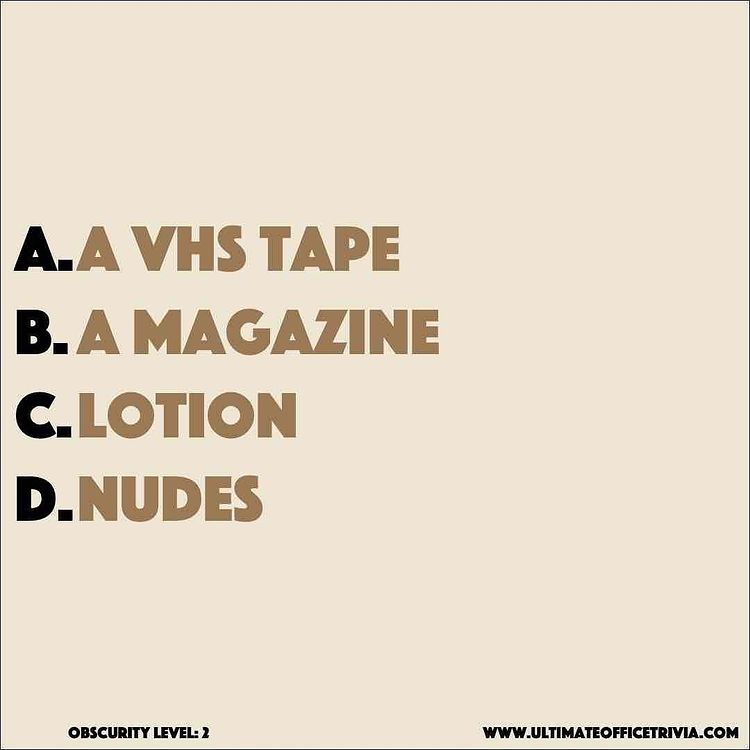 A. A VHS TAPE
B. A MAGAZINE
C. LOTION
D. NUDES
OBSCURITY LEVEL: 2
WWW.ULTIMATEOFFICETRIVIA.COM